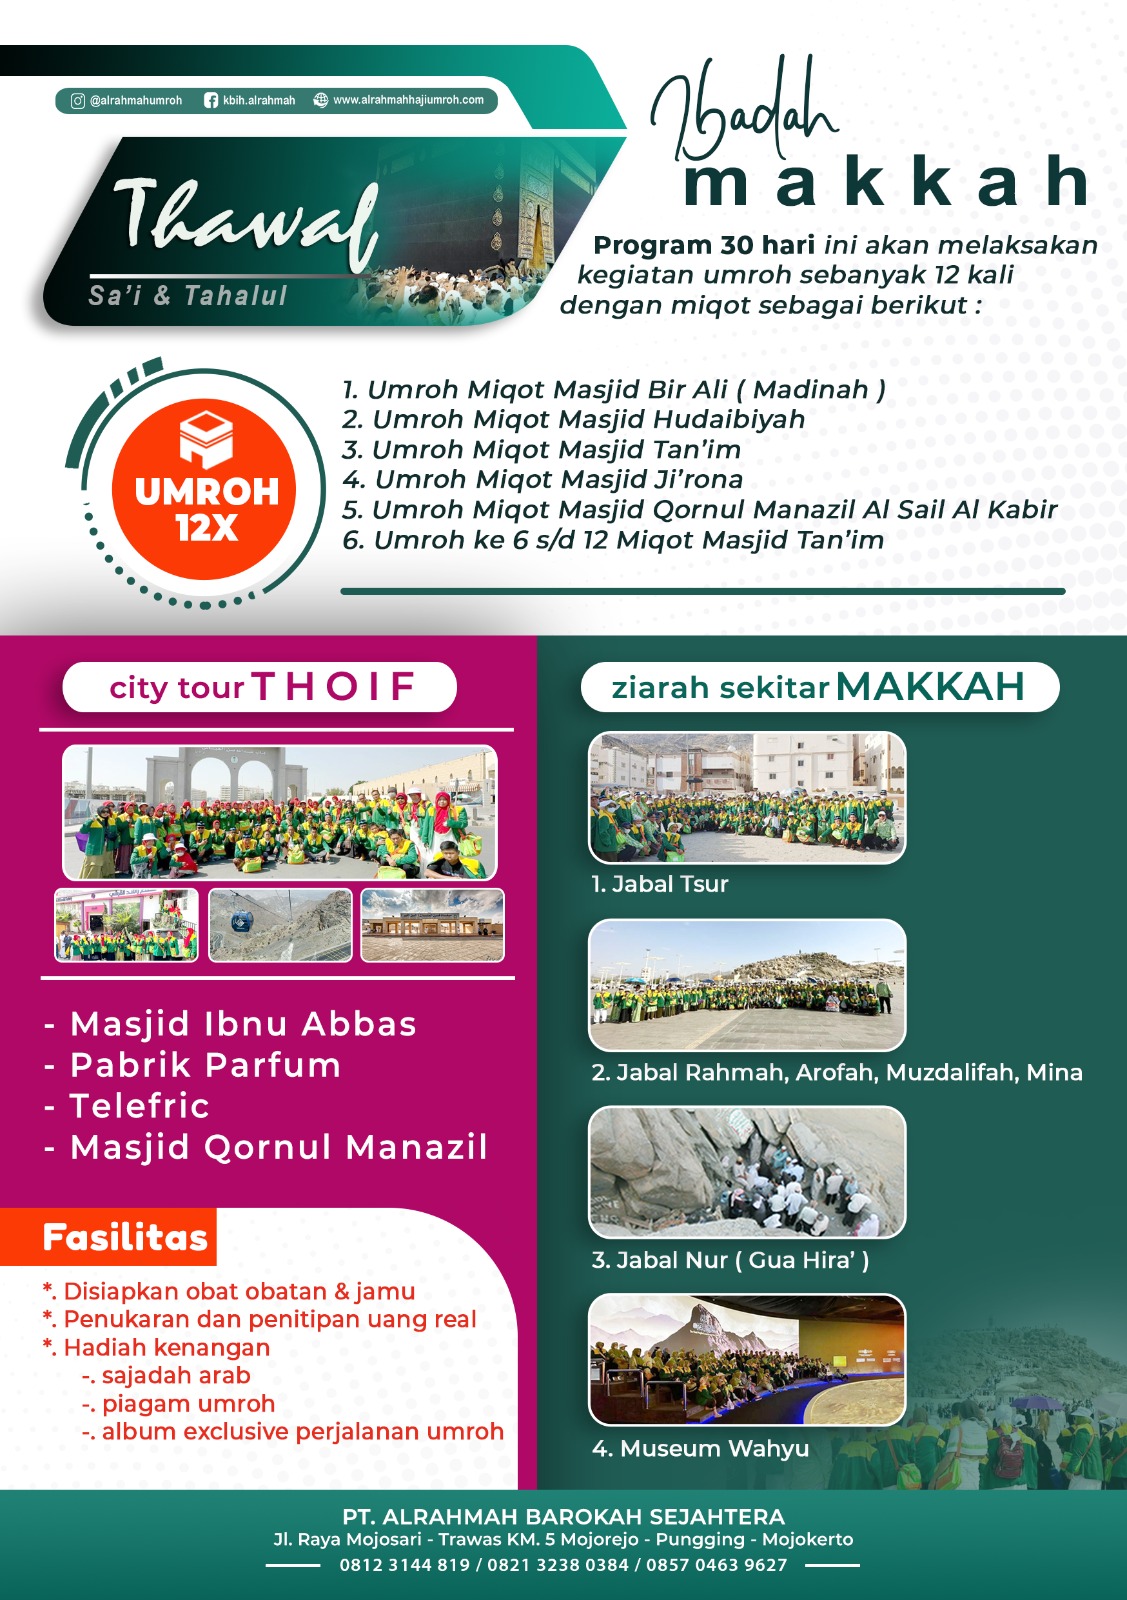 @alrahmahumroh kbih.alrahmah www.alrahmahhajiumroh.com
Thawaf
Sa'i & Tahalul
Ibadah
makkah
Program 30 hari ini akan melaksakan
kegiatan umroh sebanyak 12 kali
dengan miqot sebagai berikut :
UMROH
12X
1. Umroh Miqot Masjid Bir Ali ( Madinah )
2. Umroh Miqot Masjid Hudaibiyah
3. Umroh Miqot Masjid Tan'im
4. Umroh Miqot Masjid Ji'rona
5. Umroh Miqot Masjid Qornul Manazil Al Sail Al Kabir
6. Umroh ke 6 s/d 12 Miqot Masjid Tan'im
city tour THOIF
- Masjid Ibnu Abbas
- Pabrik Parfum
- Telefric
- Masjid Qornul Manazil
Fasilitas
*. Disiapkan obat obatan & jamu
*. Penukaran dan penitipan uang real
*. Hadiah kenangan
-. sajadah arab
-. piagam umroh
-. album exclusive perjalanan umroh
ziarah sekitar MAKKAH
1. Jabal Tsur
2. Jabal Rahmah, Arofah, Muzdalifah, Mina
3. Jabal Nur ( Gua Hira' )
4. Museum Wahyu
PT. ALRAHMAH BAROKAH SEJAHTERA
Jl. Raya Mojosari - Trawas KM. 5 Mojorejo - Pungging - Mojokerto
0812 3144 819 / 0821 3238 0384 / 0857 0463 9627